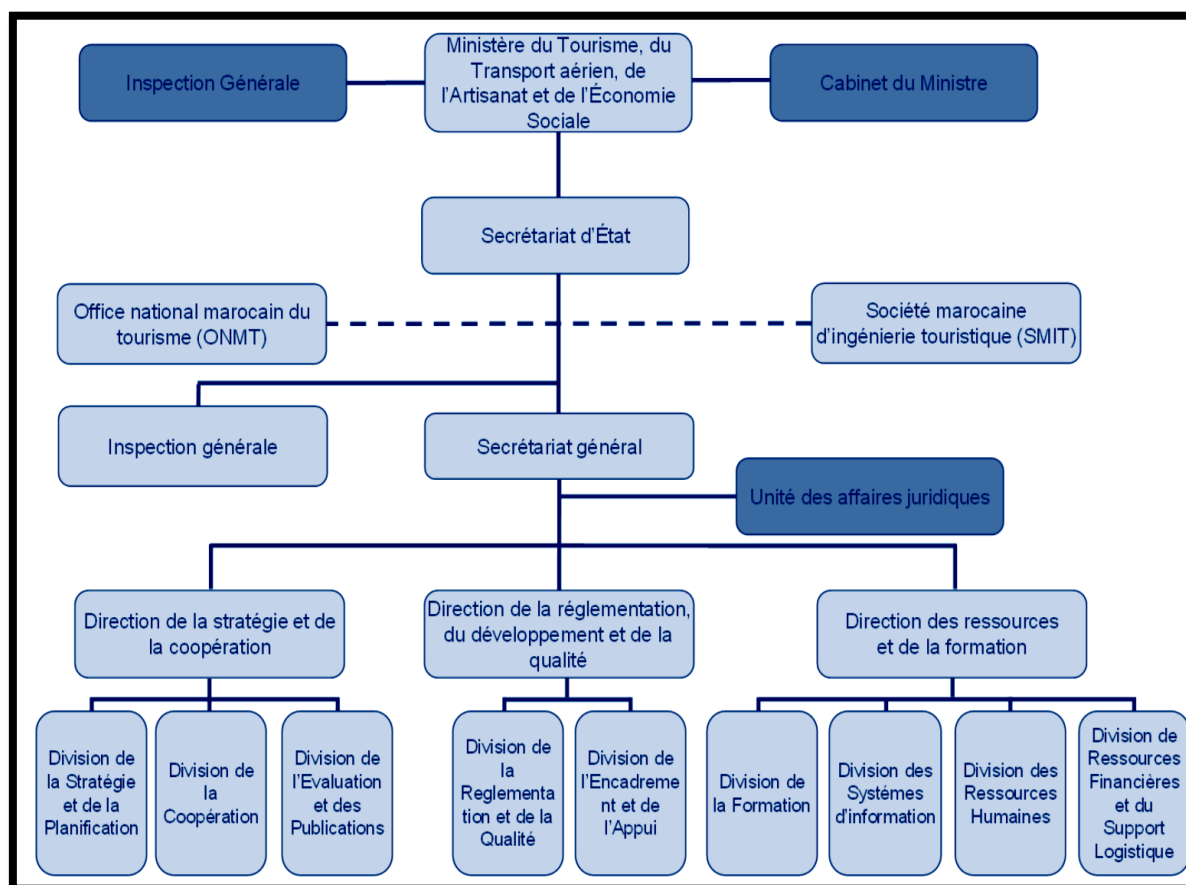 Ministère du Tourisme, du
Transport aérien, de
l'Artisanat et de l'Économie
Sociale
Inspection Générale
Cabinet du Ministre
Secrétariat d'État
Office national marocain du
tourisme (ONMT)
Société marocaine
d'ingénierie touristique (SMIT)
Inspection générale
Secrétariat général
Unité des affaires juridiques
Direction de la stratégie et de
la coopération
Direction de la réglementation,
du développement et de la
qualité
Direction des ressources
et de la formation
Division de
la Stratégie
et de la
Planification
Division de
la
Coopération
Division de
l'Evaluation
et des
Publications
Division de
la
Reglementa
tion et de la
Qualité
Division de
l'Encadreme
nt et de
l'Appui
Division de
la Formation
Division des
Systémes
d'information
Division des
Ressources
Humaines
Division de
Ressources
Financières
et du
Support
Logistique